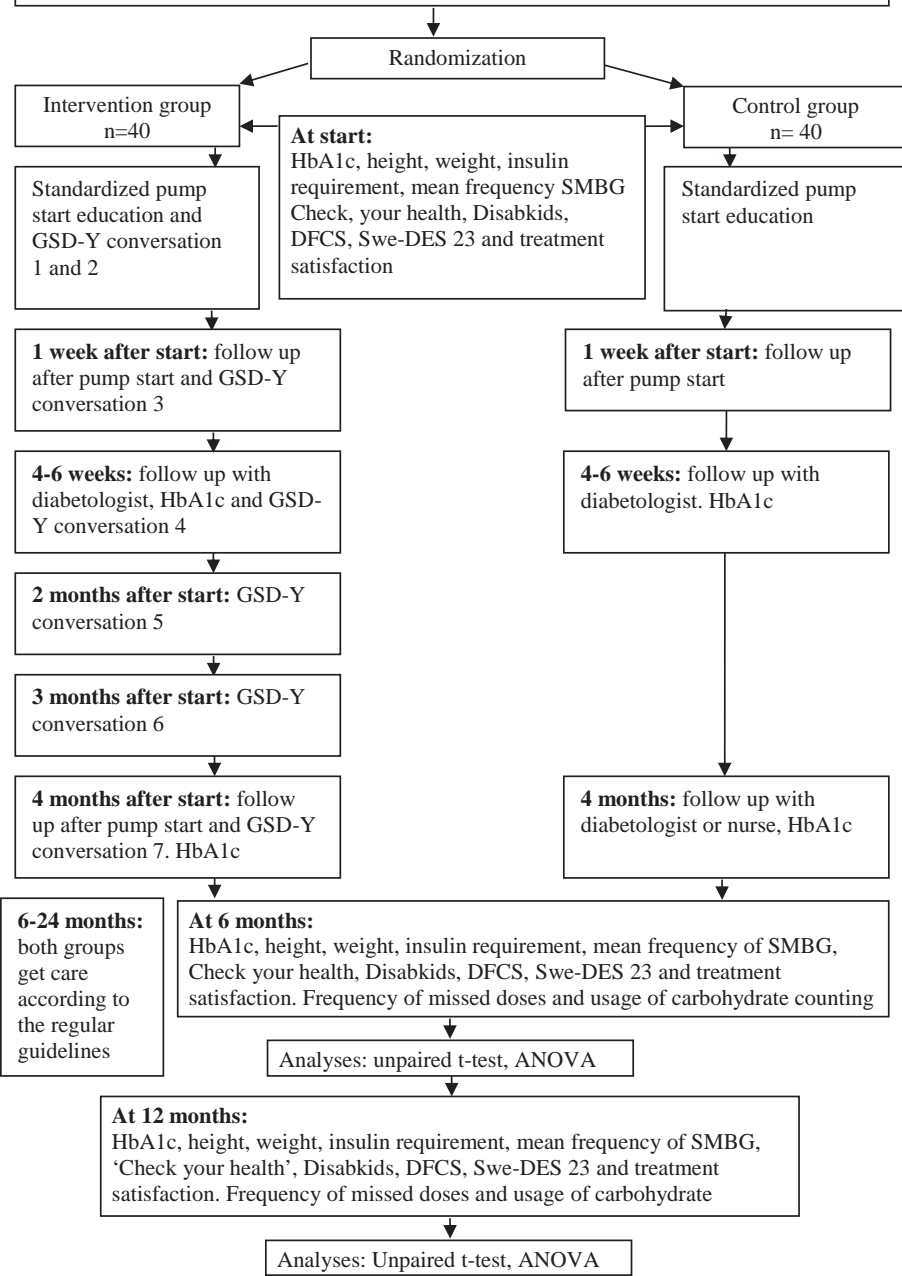 Randomization
Intervention group
n=40
Control group
n= 40
At start:
HbA1c, height, weight, insulin
requirement, mean frequency SMBG
Check, your health, Disabkids,
DFCS, Swe-DES 23 and treatment
satisfaction
Standardized pump
start education and
GSD-Y conversation
1 and 2
Standardized pump
start education
1 week after start: follow up
after pump start and GSD-Y
conversation 3
1 week after start: follow up
after pump start
4-6 weeks: follow up with
diabetologist, HbA1c and GSD-
Y conversation 4
4-6 weeks: follow up with
diabetologist. HbA1c
2 months after start: GSD-Y
conversation 5
3 months after start: GSD-Y
conversation 6
4 months after start: follow
up after pump start and GSD-Y
conversation 7. HbA1c
4 months: follow up with
diabetologist or nurse, HbA1c
6-24 months:
both groups
get care
according to
the regular
guidelines
At 6 months:
HbA1c, height, weight, insulin requirement, mean frequency of SMBG,
Check your health, Disabkids, DFCS, Swe-DES 23 and treatment
satisfaction. Frequency of missed doses and usage of carbohydrate counting
Analyses: unpaired t-test, ANOVA
At 12 months:
HbA1c, height, weight, insulin requirement, mean frequency of SMBG,
‘Check your health’, Disabkids, DFCS, Swe-DES 23 and treatment
satisfaction. Frequency of missed doses and usage of carbohydrate
Analyses: Unpaired t-test, ANOVA